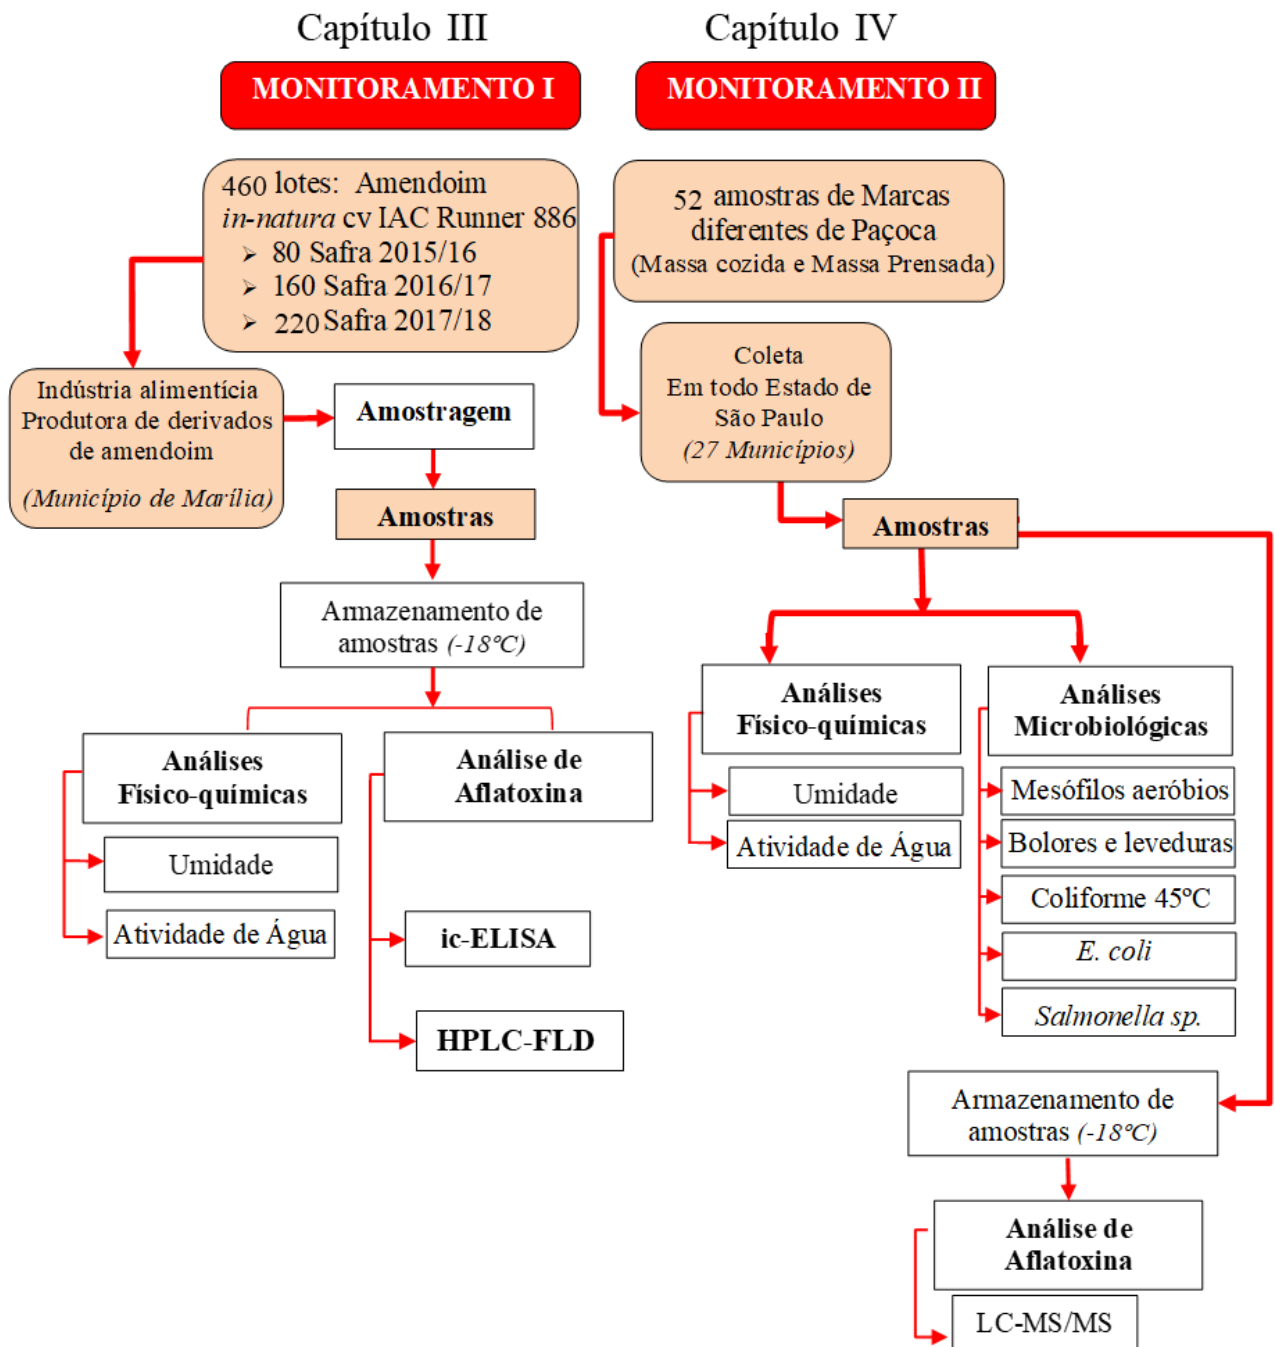 Capítulo III
MONITORAMENTO I
460 lotes: Amendoim
in-natura cv IAC Runner 886
➢ 80 Safra 2015/16
➢ 160 Safra 2016/17
➢ 220 Safra 2017/18
Indústria alimentícia
Produtora de derivados
de amendoim
(Município de Marília)
Amostragem
Amostras
Armazenamento de
amostras (-18ºC)
Análises
Físico-químicas
Umidade
Atividade de Água
Análise de
Aflatoxina
ic-ELISA
HPLC-FLD
Capítulo IV
MONITORAMENTO II
52 amostras de Marcas
diferentes de Paçoca
(Massa cozida e Massa Prensada)
Coleta
Em todo Estado de
São Paulo
(27 Municípios)
Amostras
Análises
Físico-químicas
Umidade
Atividade de Água
Análises
Microbiológicas
Mesófilos aeróbios
Bolores e leveduras
Coliforme 45ºC
E. coli
Salmonella sp.
Armazenamento de
amostras (-18ºC)
Análise de
Aflatoxina
LC-MS/MS